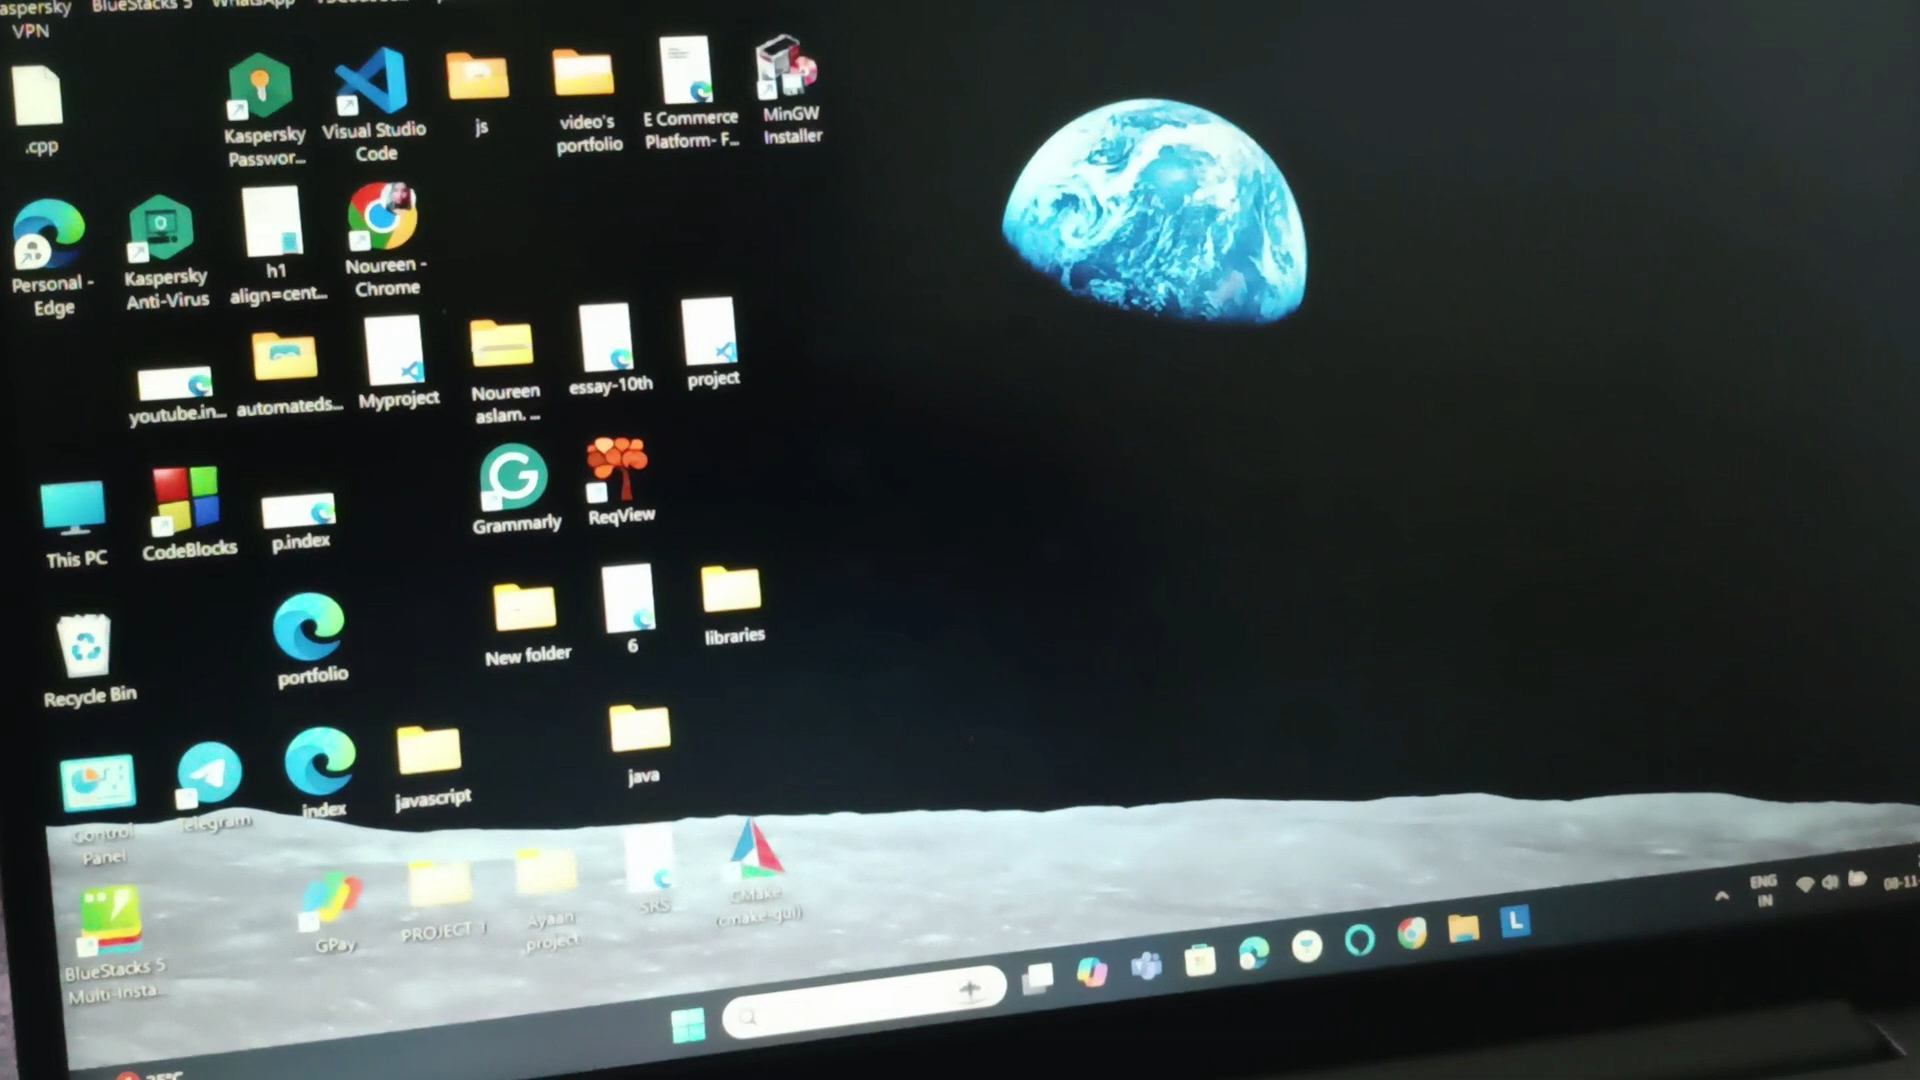 VPN
BlueStacks 5
WhatsApp
.cpp
Kaspersky
Passwor...
Visual Studio
Code
js
video's
portfolio
E Commerce
Platform- F...
MinGW
Installer
Personal -
Edge
Kaspersky
Anti-Virus
h1
align=cent...
Noureen -
Chrome
youtube.in...
automateds...
Myproject
Noureen
aslam. ...
essay-10th
project
This PC
CodeBlocks
p.index
Grammarly
ReqView
Recycle Bin
portfolio
New folder
6
libraries
Control
Panel
Telegram
index
javascript
java
BlueStacks 5
Multi-Insta...
GPay
PROJECT 1
Ayaan
project
SRS
CMake
(cmake-gui)
ENG
IN
08-11-
L